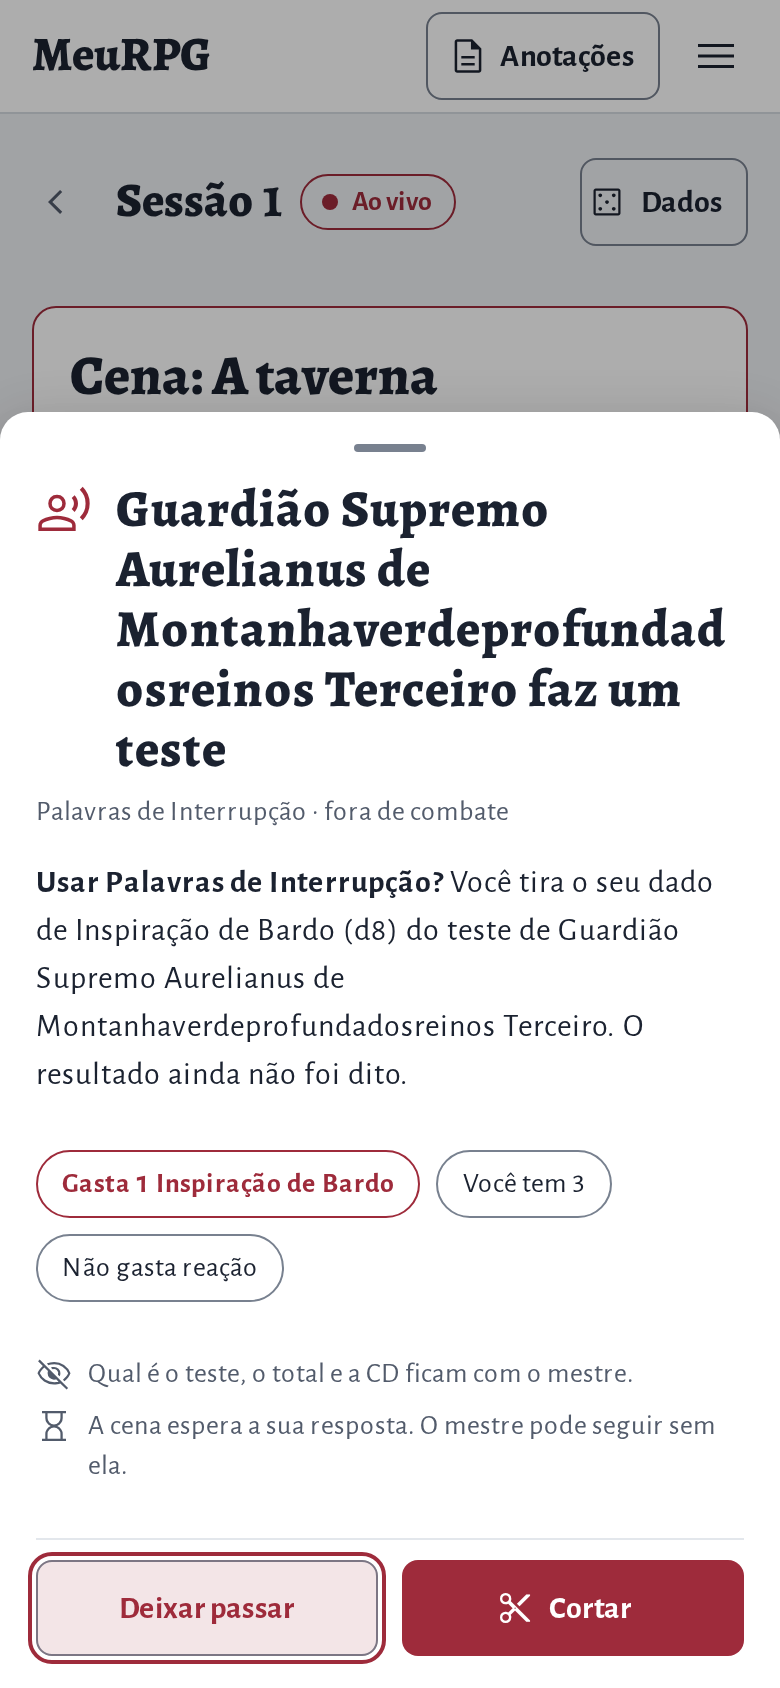 MeuRPG
Anotações
Sessão 1
Ao vivo
Dados
Cena: A taverna
Guardião Supremo
Aurelianus de
Montanhaverdeprofundad
osreinos Terceiro faz um
teste
Palavras de Interrupção · fora de combate
Usar Palavras de Interrupção? Você tira o seu dado
de Inspiração de Bardo (d8) do teste de Guardião
Supremo Aurelianus de
Montanhaverdeprofundadosreinos Terceiro. O
resultado ainda não foi dito.
Gasta 1 Inspiração de Bardo
Você tem 3
Não gasta reação
Qual é o teste, o total e a CD ficam com o mestre.
A cena espera a sua resposta. O mestre pode seguir sem
ela.
Deixar passar
Cortar